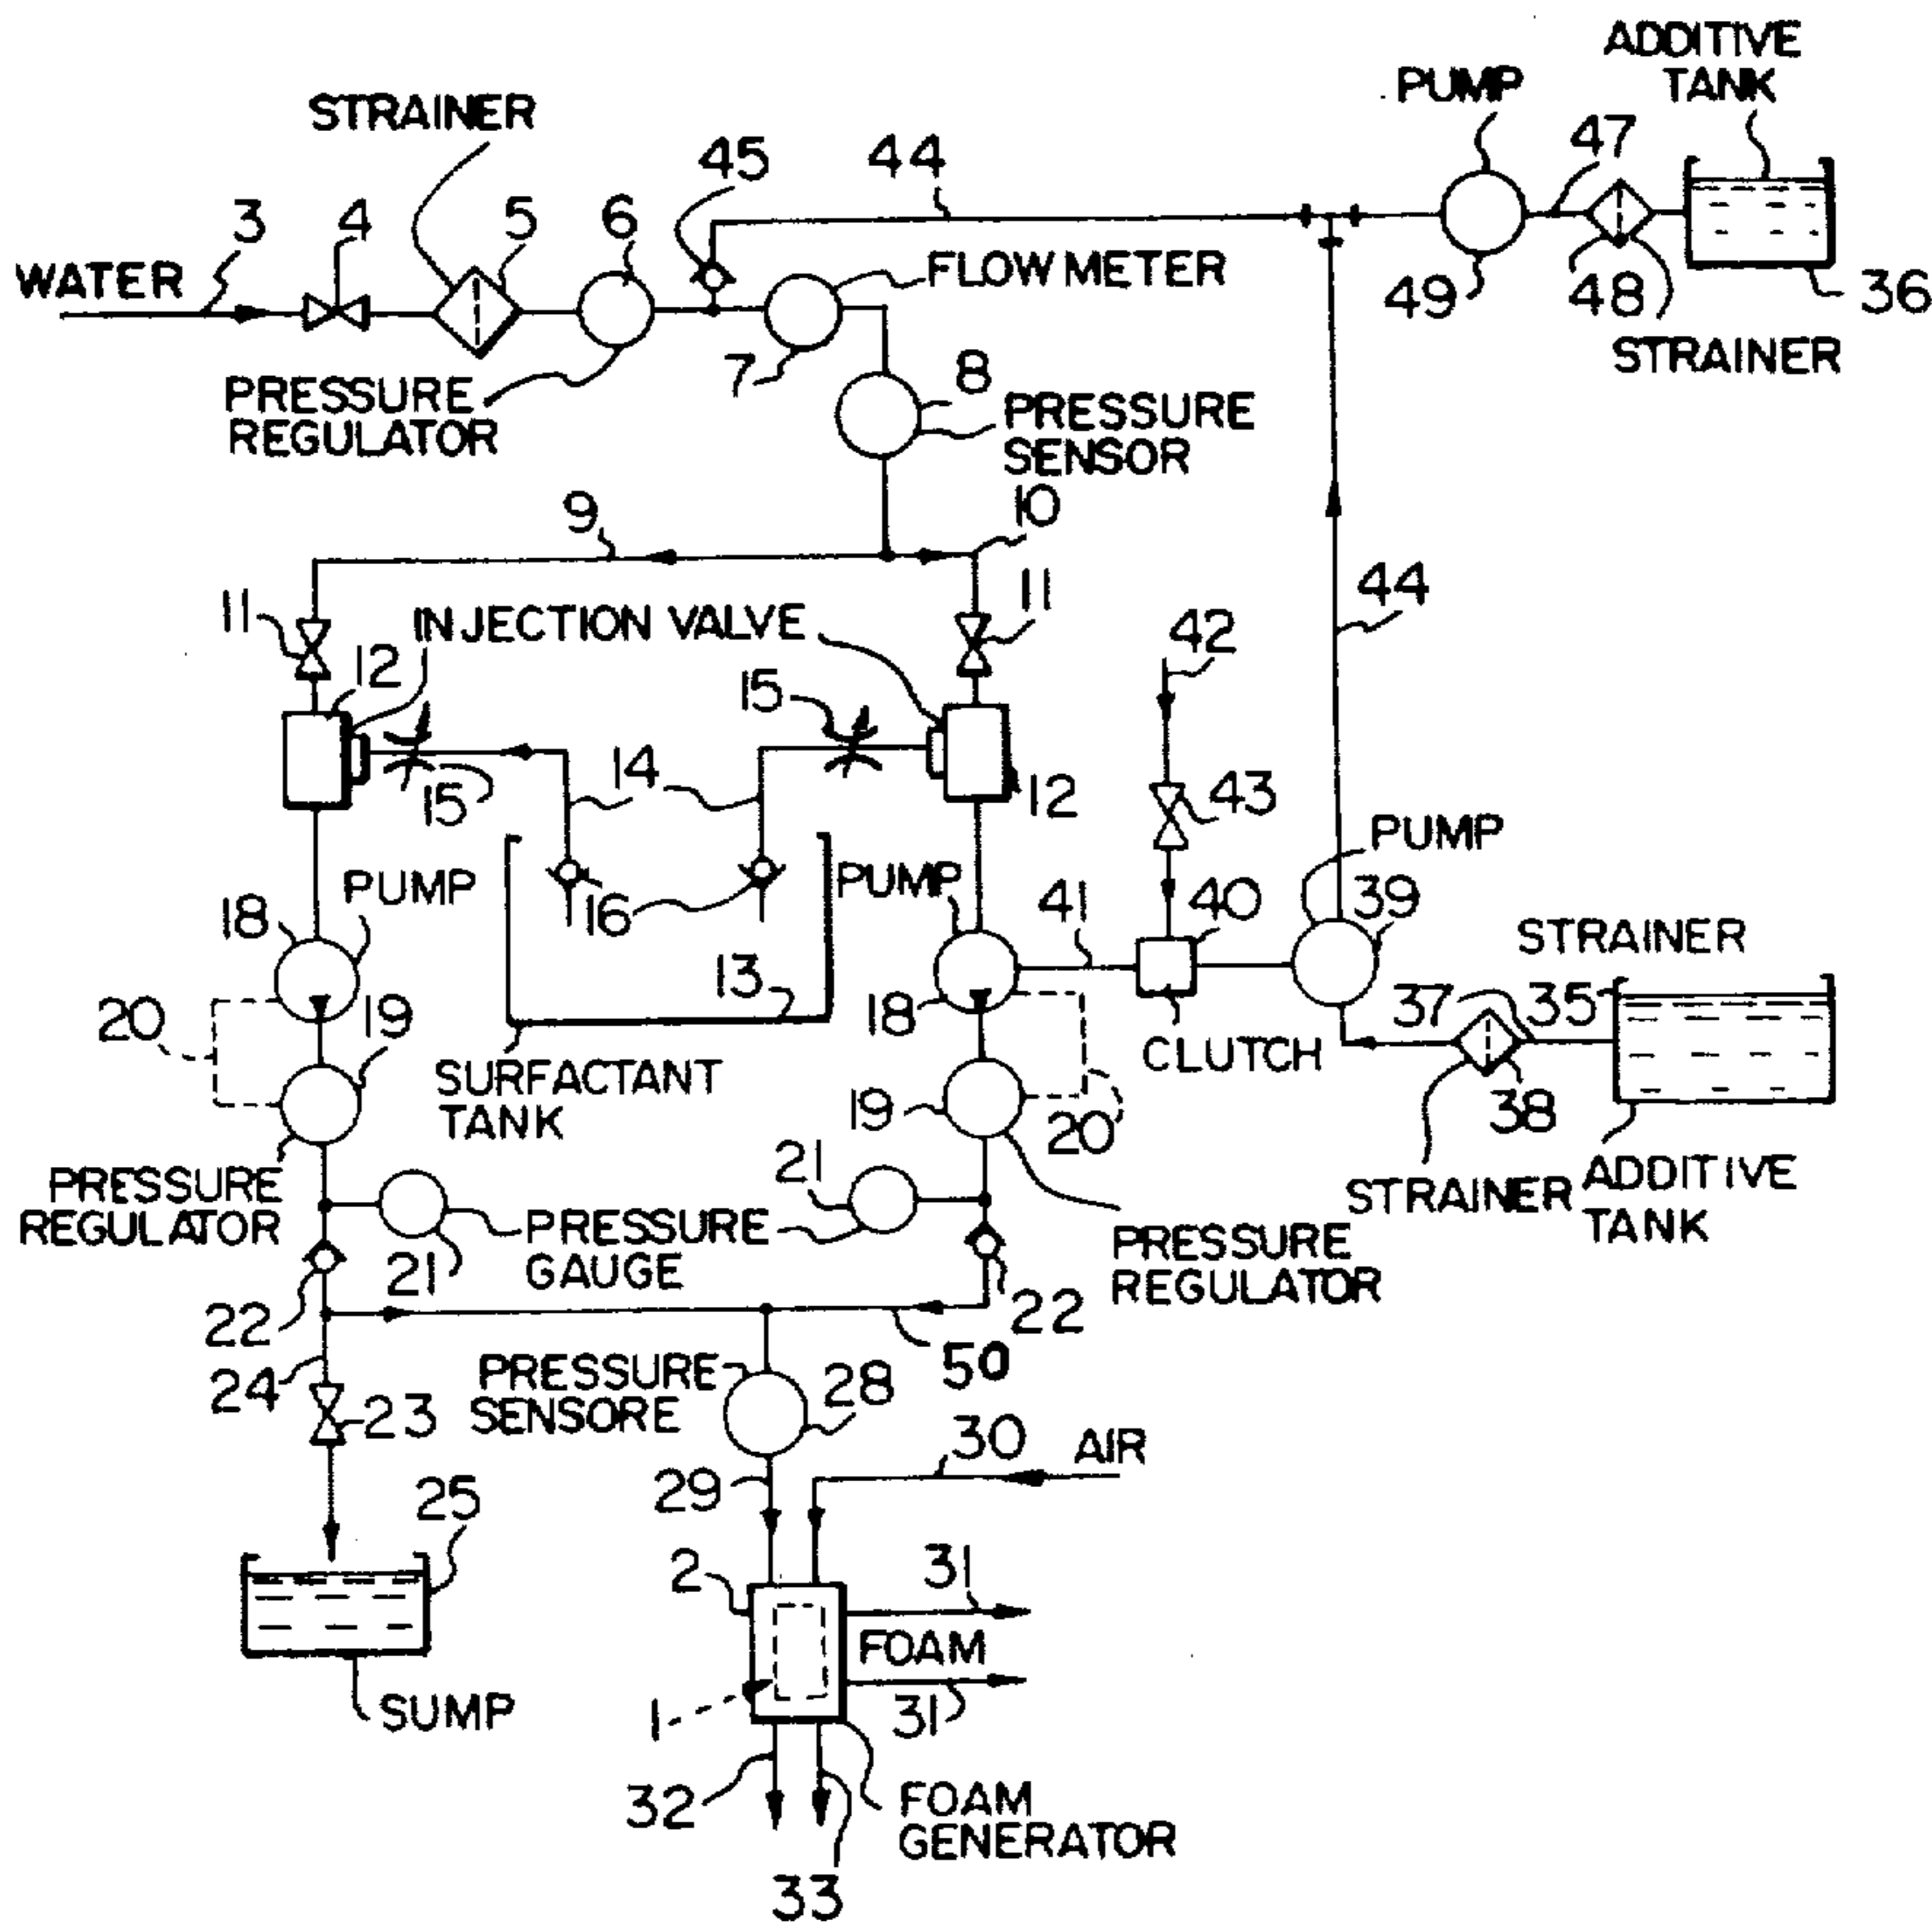 ADDITIVE
TANK
PUMP
STRAINER
45
44
47
3
4
5
6
WATER
FLOW METER
49
48
36
STRAINER
7
8
PRESSURE
REGULATOR
PRESSURE
SENSOR
10
9
11
INJECTION VALVE
11
42
44
12
15
14
15
12
43
PUMP
PUMP
PUMP
18
16
41
40
39
STRAINER
13
20
19
18
37
35
CLUTCH
SURFACTANT
TANK
19
20
38
21
PRESSURE
REGULATOR
STRAINER
ADDITIVE
TANK
PRESSURE
GAUGE
21
PRESSURE
REGULATOR
22
22
24
PRESSURE
SENSORE
28
50
23
30
AIR
29
25
2
31
FOAM
1
31
SUMP
32
FOAM
GENERATOR
33